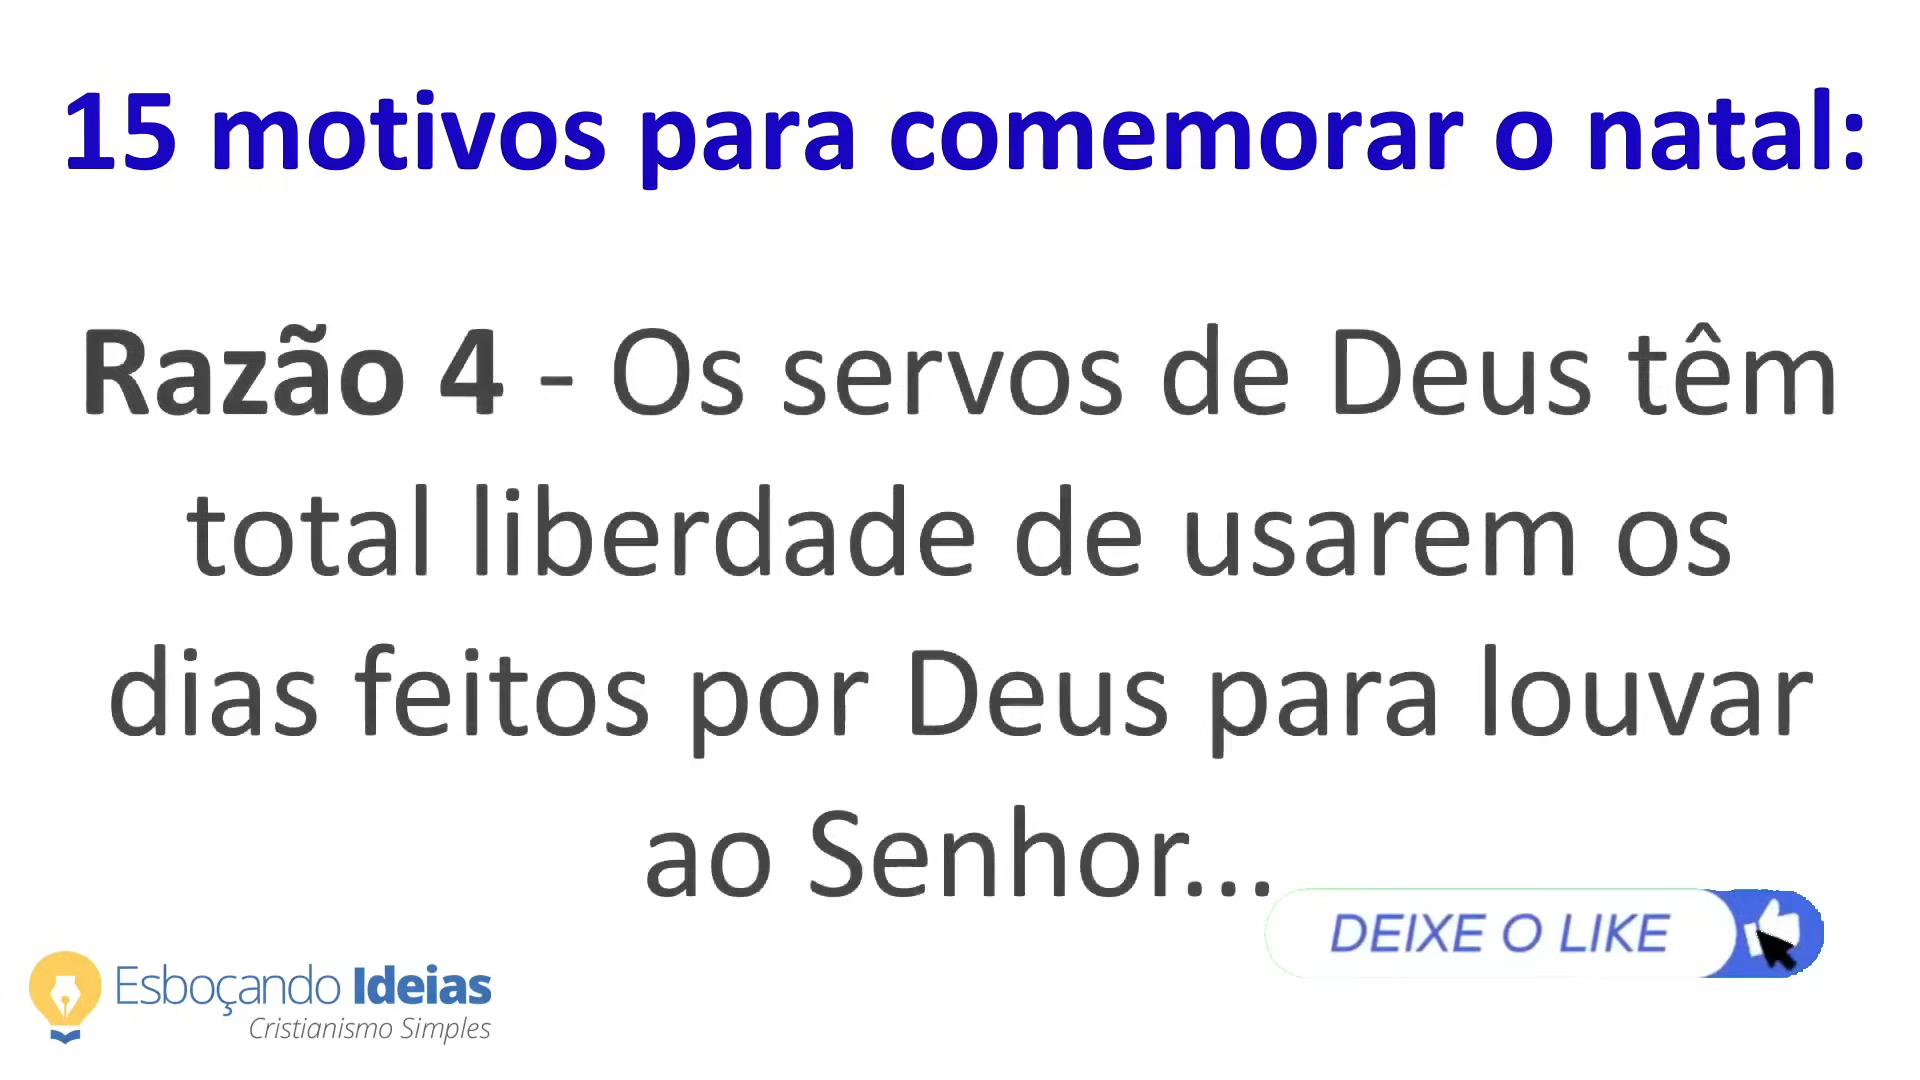 15 motivos para comemorar o natal:
Razão 4 - Os servos de Deus têm
total liberdade de usarem os
dias feitos por Deus para louvar
ao Senhor...
DEIXE O LIKE
Esboçando Ideias
Cristianismo Simples